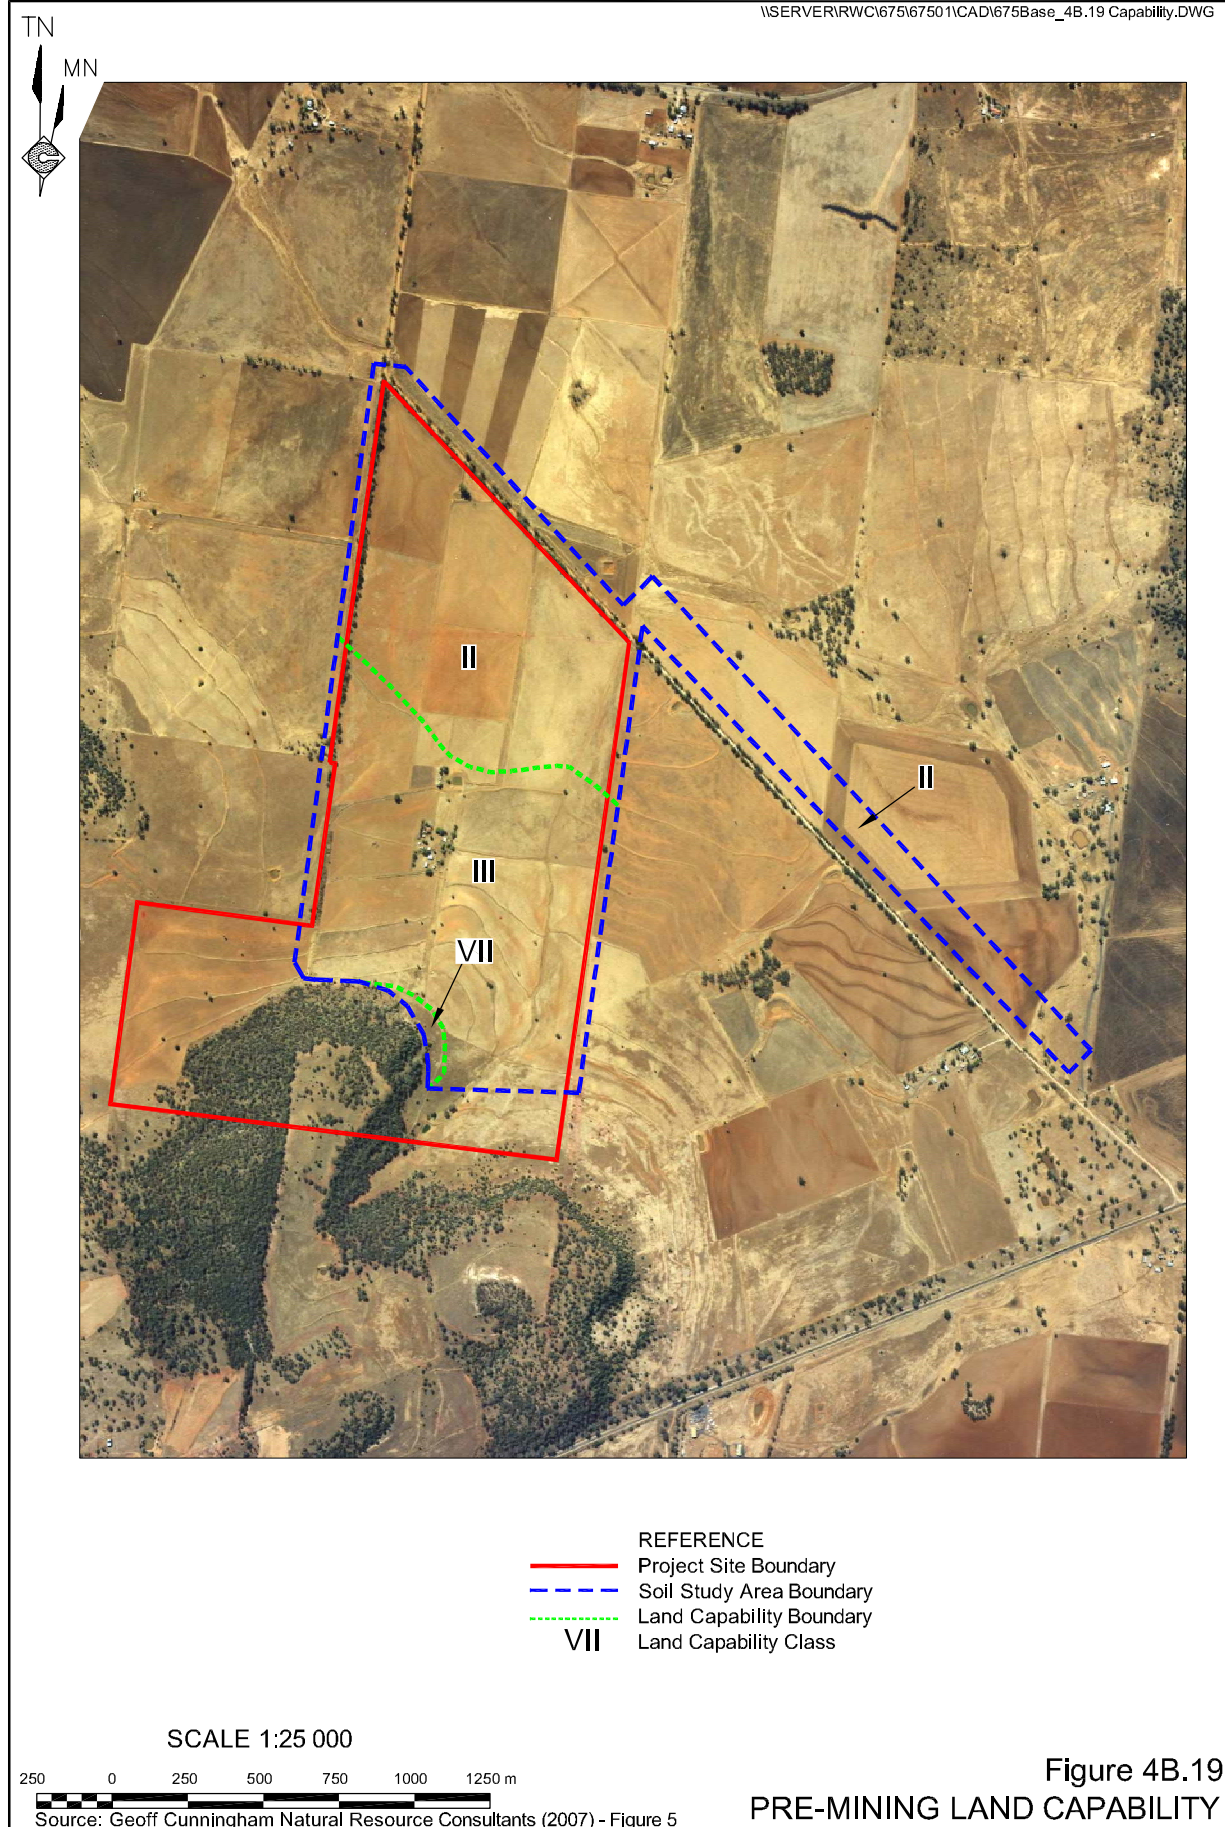 \\SERVER\RWC\675\67501\CAD\675Base_4B.19 Capability.DWG
TN
MN
II
II
III
VII
REFERENCE
Project Site Boundary
Soil Study Area Boundary
Land Capability Boundary
VII Land Capability Class
SCALE 1:25 000
250 0 250 500 750 1000 1250 m
Source: Geoff Cunningham Natural Resource Consultants (2007) - Figure 5
Figure 4B.19
PRE-MINING LAND CAPABILITY